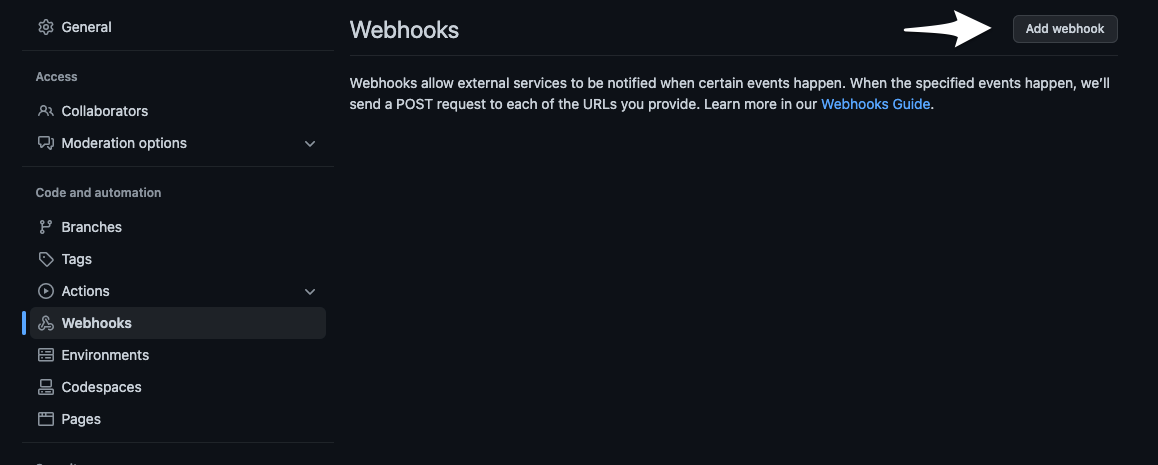 General
Access
Collaborators
Moderation options
Code and automation
Branches
Tags
Actions
Webhooks
Environments
Codespaces
Pages
Webhooks
Add webhook
Webhooks allow external services to be notified when certain events happen. When the specified events happen, we’ll
send a POST request to each of the URLs you provide. Learn more in our Webhooks Guide.